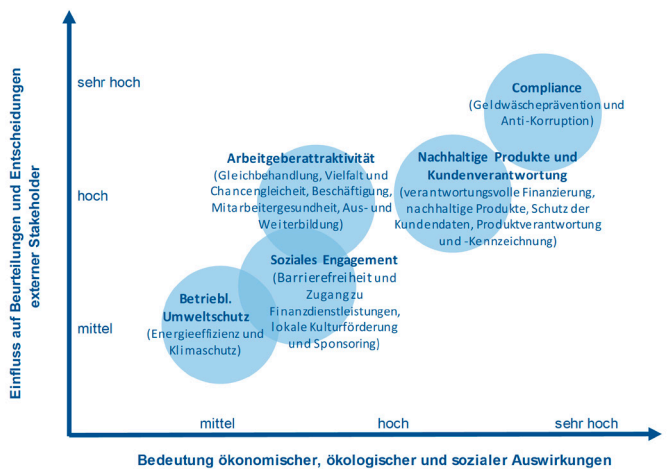 Einfluss auf Beurteilungen und Entscheidungen
externer Stakeholder
sehr hoch
hoch
mittel
Compliance
(Geldwäscheprävention und
Anti-Korruption)
Arbeitgeberattraktivität
(Gleichbehandlung, Vielfalt und
Chancengleicheit, Beschäftigung,
Mitarbeitergesundheit, Aus- und
Weiterbildung)
Nachhaltige Produkte und
Kundenverantwortung
(verantwortungsvolle Finanzierung,
nachhaltige Produkte, Schutz der
Kundendaten, Produktverantwortung
und -Kennzeichnung)
Soziales Engagement
(Barrierefreiheit und
Zugang zu
Finanzdienstleistungen,
lokale Kulturförderung
und Sponsoring)
Betriebl.
Umweltschutz
(Energieeffizienz und
Klimaschutz)
mittel
hoch
sehr hoch
Bedeutung ökonomischer, ökologischer und sozialer Auswirkungen